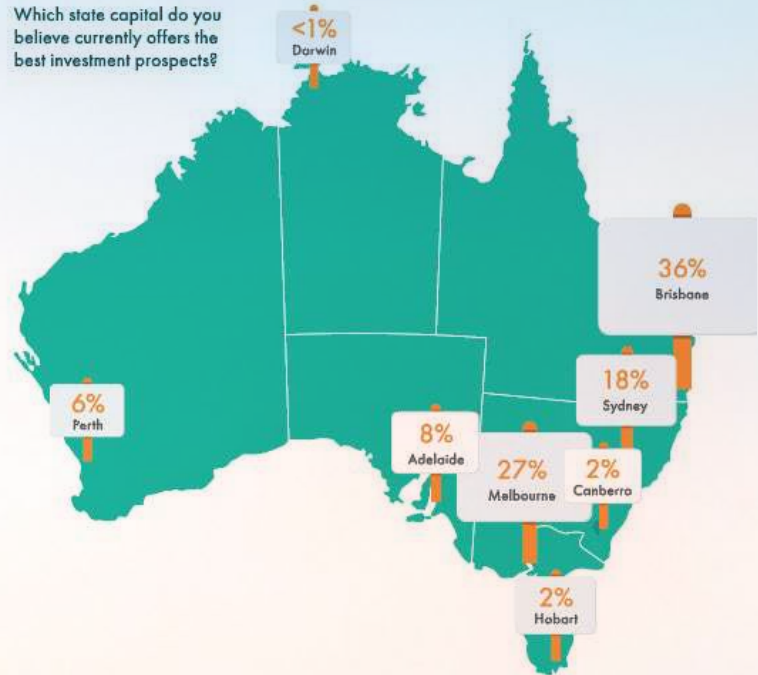 Which state capital do you
believe currently offers the
best investment prospects?
<1%
Darwin
36%
Brisbane
18%
Sydney
6%
Perth
8%
Adelaide
27%
Melbourne
2%
Canberra
2%
Hobart